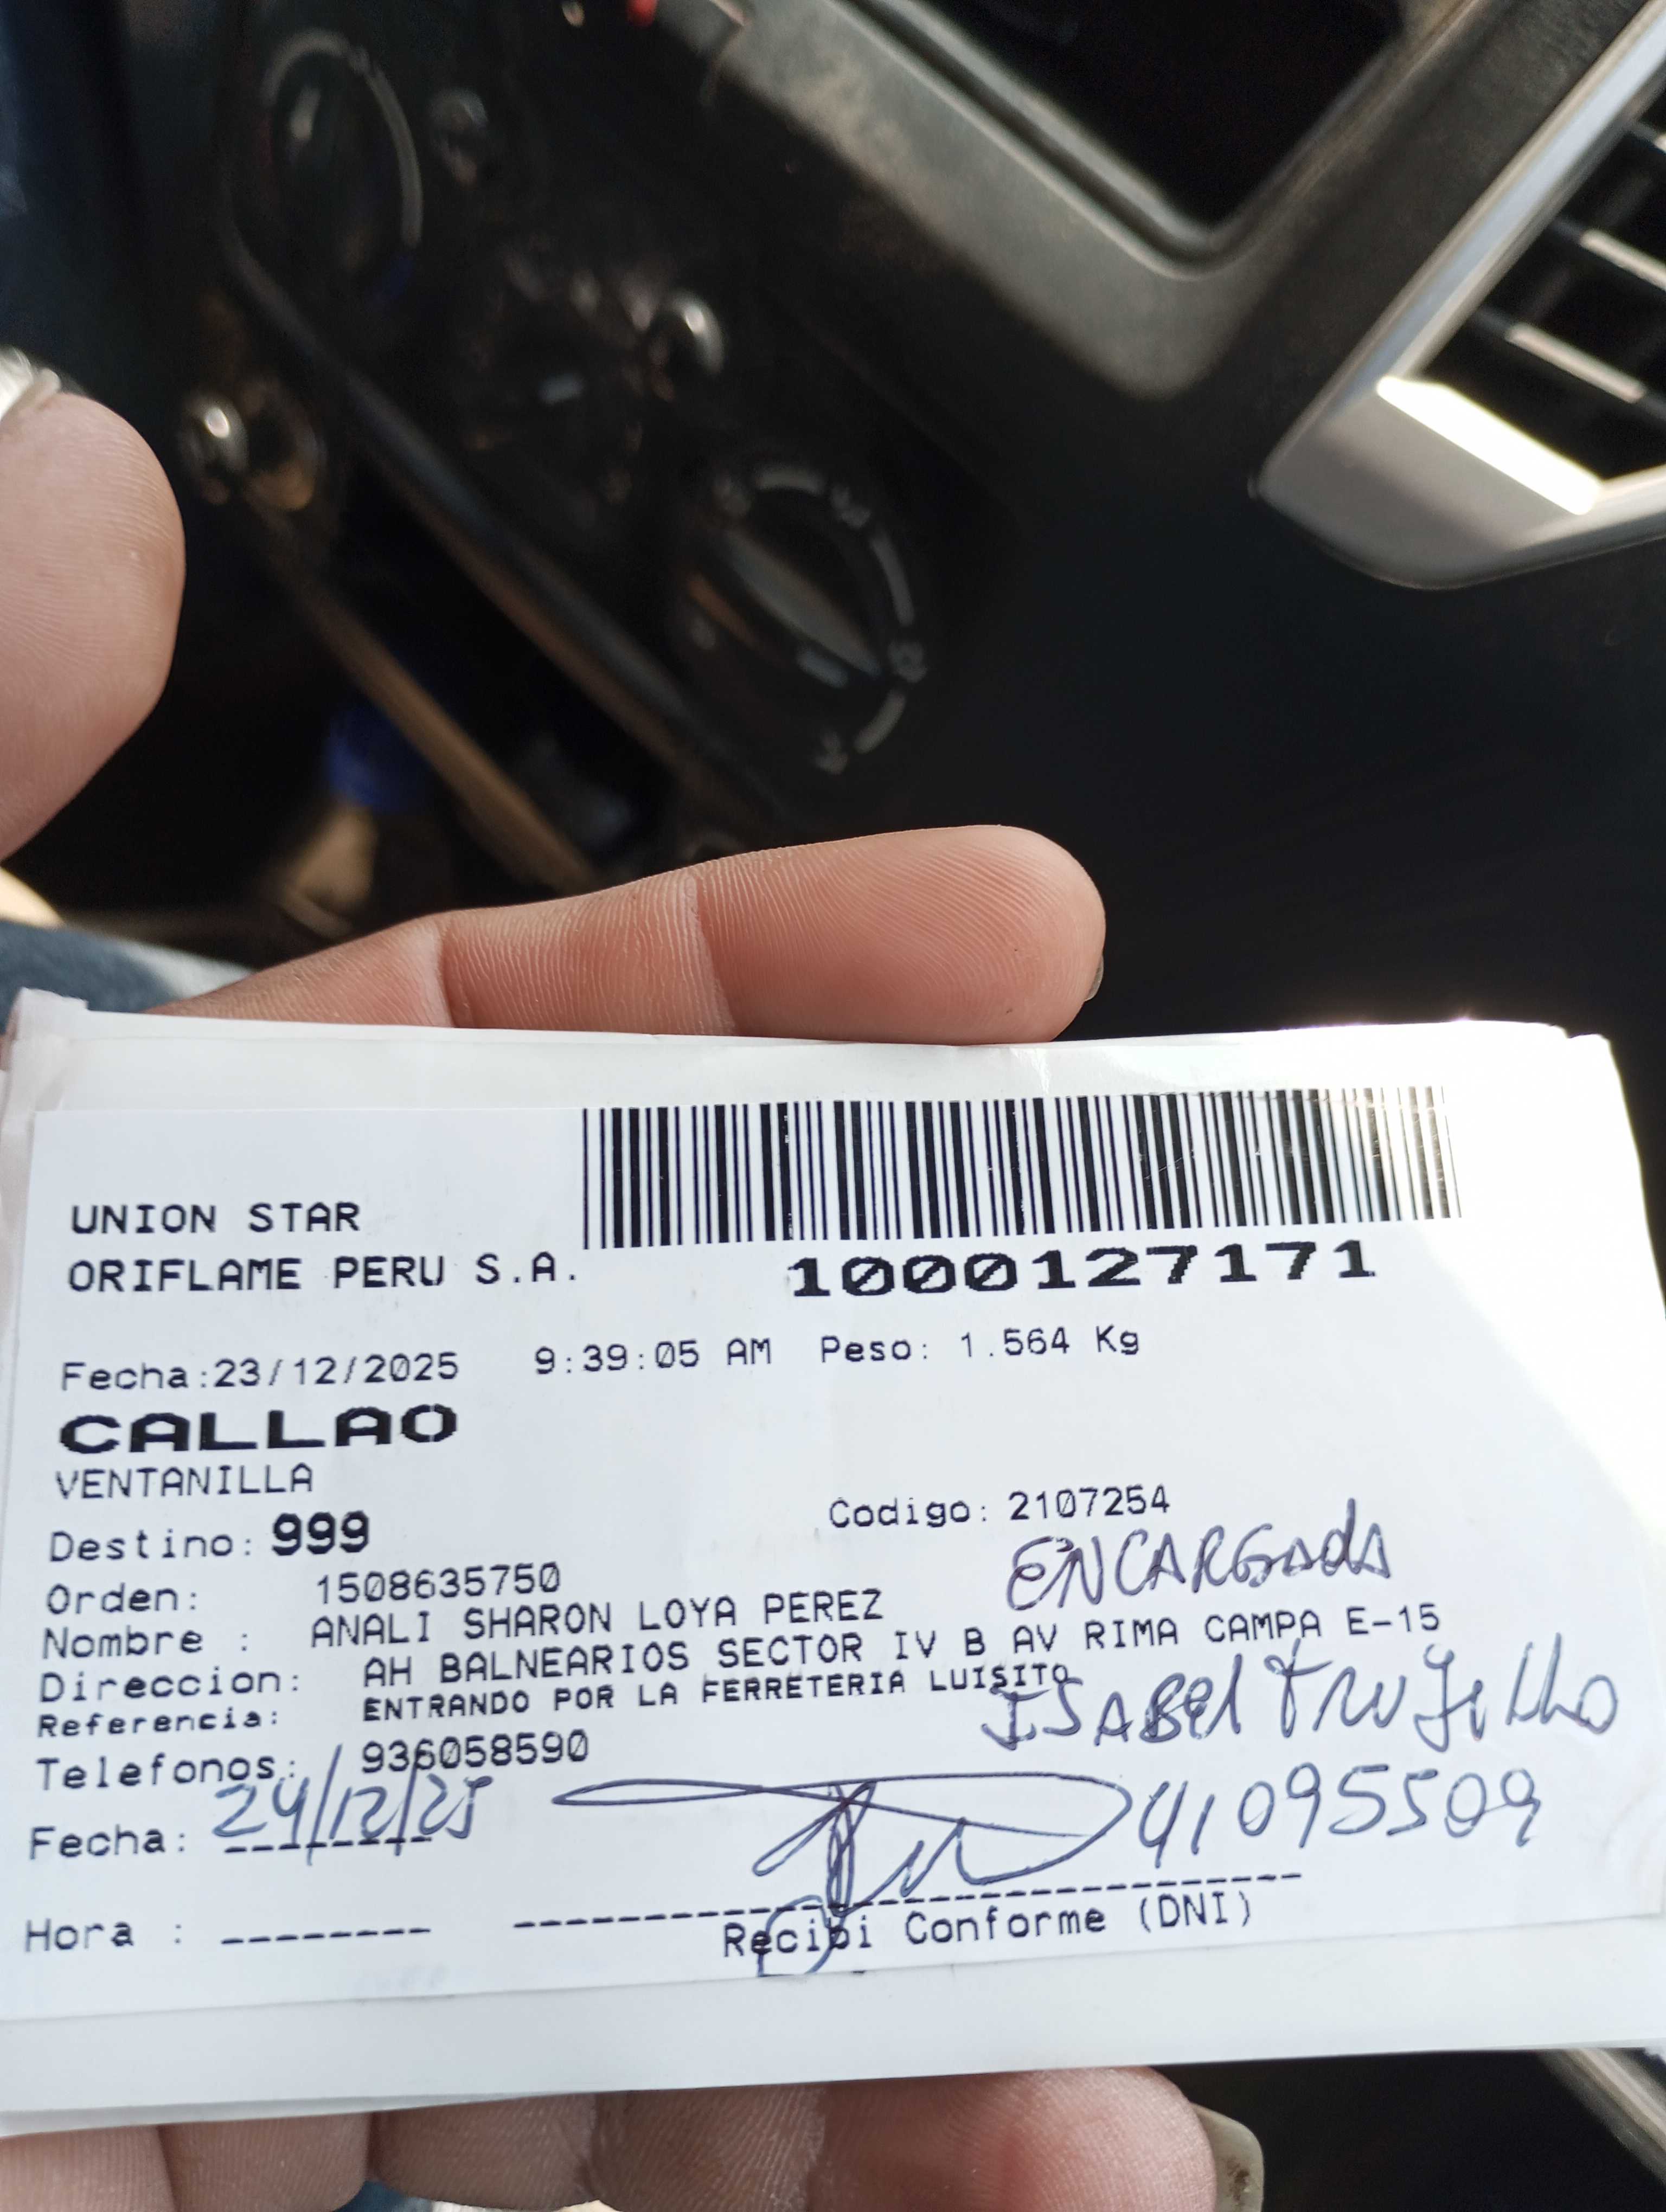 UNION STAR
ORIFLAME PERU S.A.
1000127171
Fecha:23/12/2025 9:39:05 AM Peso: 1.564 Kg
CALLAO
VENTANILLA
Destino: 999 Codigo: 2107254
ENCARGADA
Orden: 1508635750
Nombre : ANALI SHARON LOYA PEREZ
Direccion: AH BALNEARIOS SECTOR IV B AV RIMA CAMPA E-15
Referencia: ENTRANDO POR LA FERRETERIA LUISITO
ISABel TRUJillo
Telefonos: 936058590
Fecha: 24/12/25 41095509
Hora : --------
Recibi Conforme (DNI)